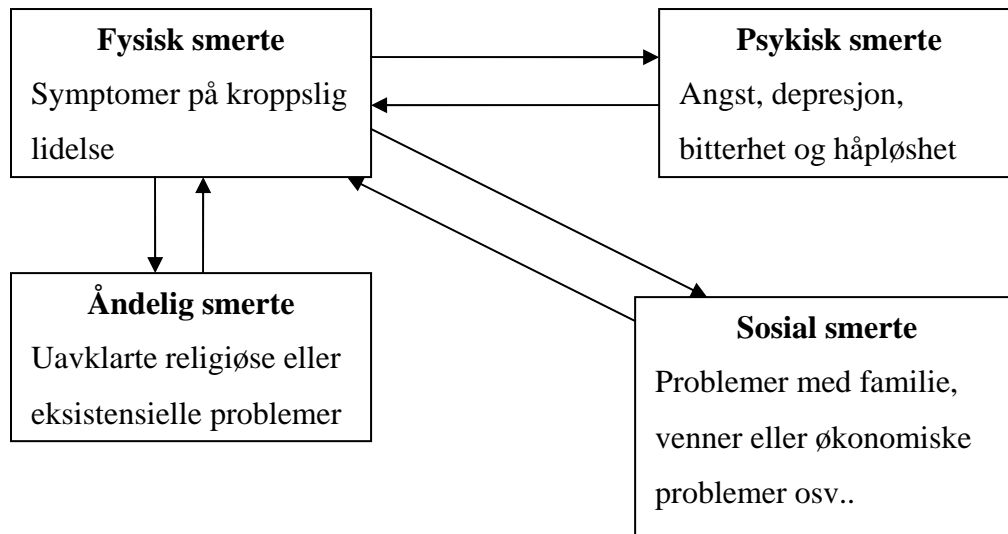 Fysisk smerte
Symptomer på kroppslig
lidelse
Psykisk smerte
Angst, depresjon,
bitterhet og håpløshet
Åndelig smerte
Uavklarte religiøse eller
eksistensielle problemer
Sosial smerte
Problemer med familie,
venner eller økonomiske
problemer osv..